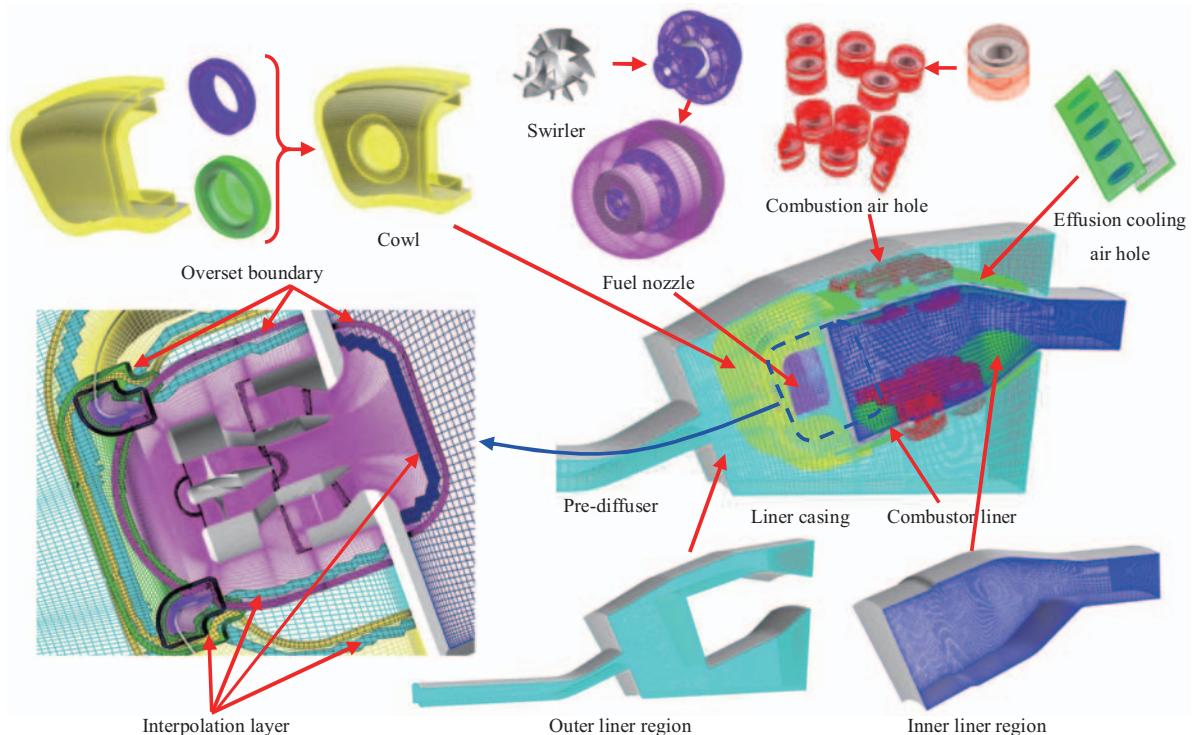 Swirler
Combustion air hole
Effusion cooling
air hole
Cowl
Overset boundary
Fuel nozzle
Pre-diffuser
Liner casing
Combustor liner
Interpolation layer
Outer liner region
Inner liner region